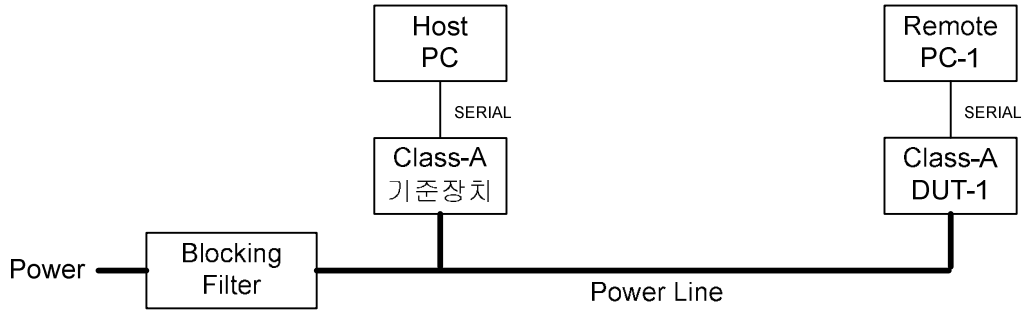 Host
PC
Remote
PC-1
SERIAL
SERIAL
Class-A
기준장치
Class-A
DUT-1
Power
Blocking
Filter
Power Line